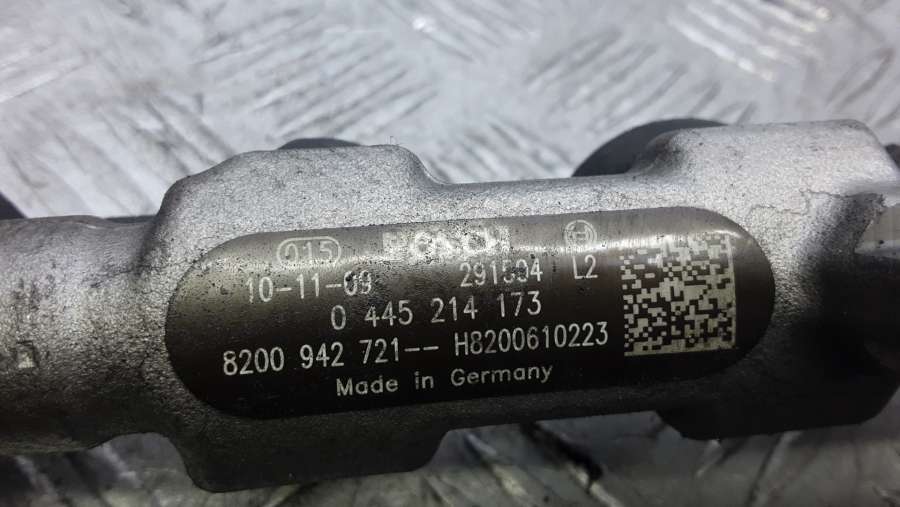 015 BOSCH
10-11-09 291504 L2
0 445 214 173
8200 942 721-- H8200610223
Made in Germany